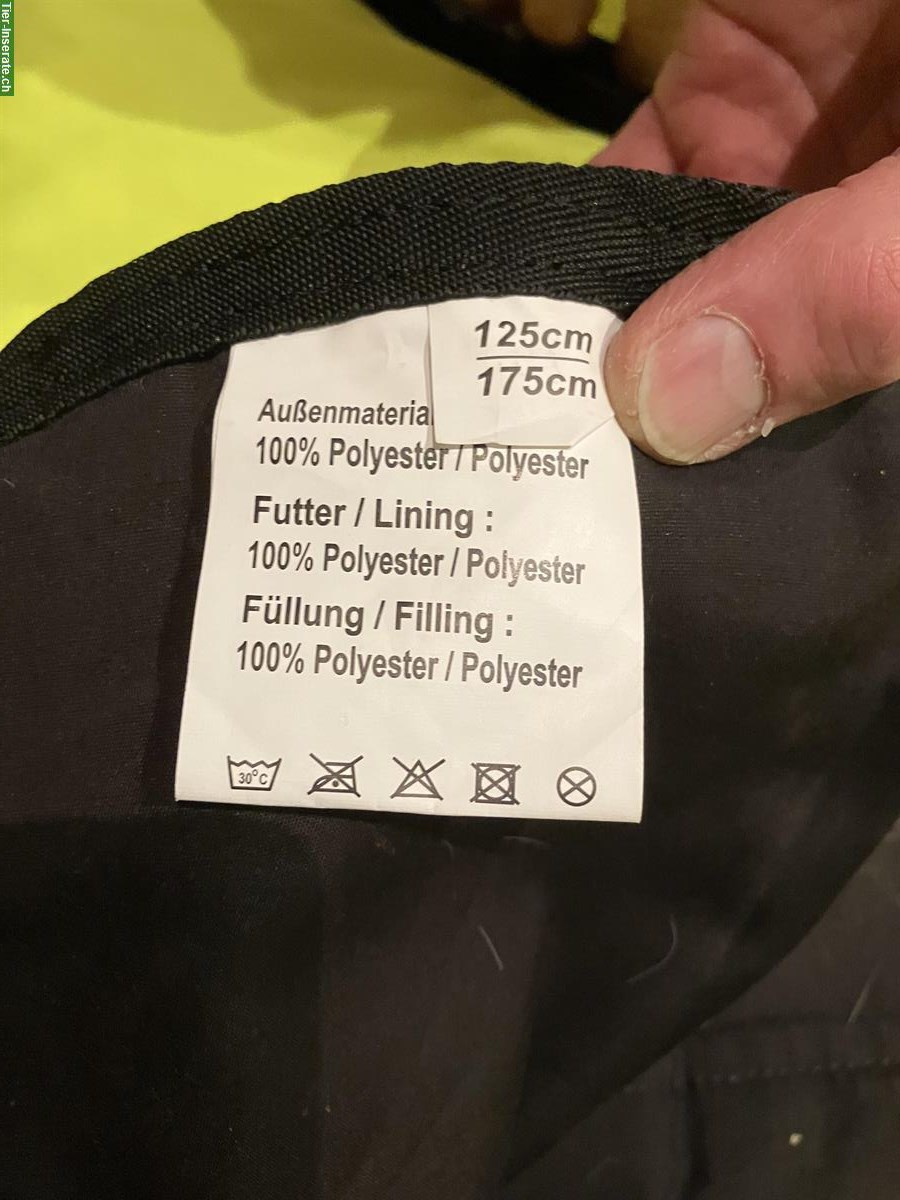 Tier-Inserate.ch
125cm
175cm
Außenmateria
100% Polyester / Polyester
Futter / Lining :
100% Polyester / Polyester
Füllung / Filling :
100% Polyester / Polyester
30°C